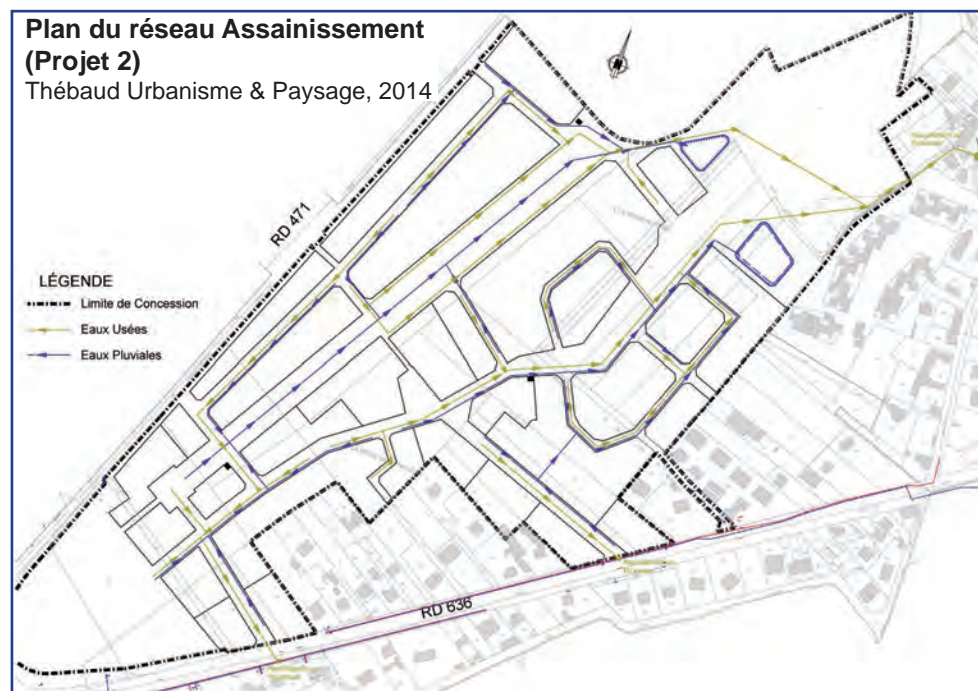 Plan du réseau Assainissement
(Projet 2)
Thébaud Urbanisme & Paysage, 2014
N
RD 471
LÉGENDE
Limite de Concession
Eaux Usées
Eaux Pluviales
RD 636